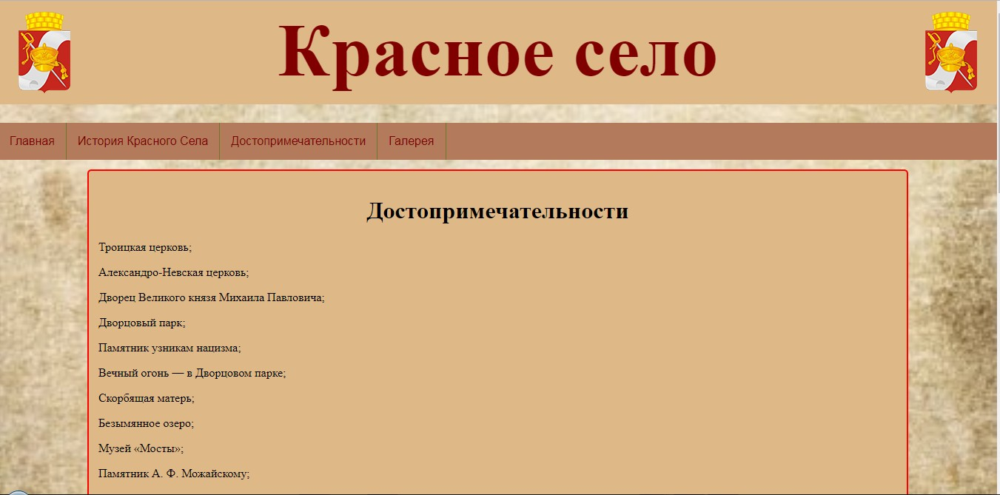 Красное село
Главная
История Красного Села
Достопримечательности
Галерея
Достопримечательности
Троицкая церковь;
Александро-Невская церковь;
Дворец Великого князя Михаила Павловича;
Дворцовый парк;
Памятник узникам нацизма;
Вечный огонь — в Дворцовом парке;
Скорбящая матерь;
Безымянное озеро;
Музей «Мосты»;
Памятник А. Ф. Можайскому;